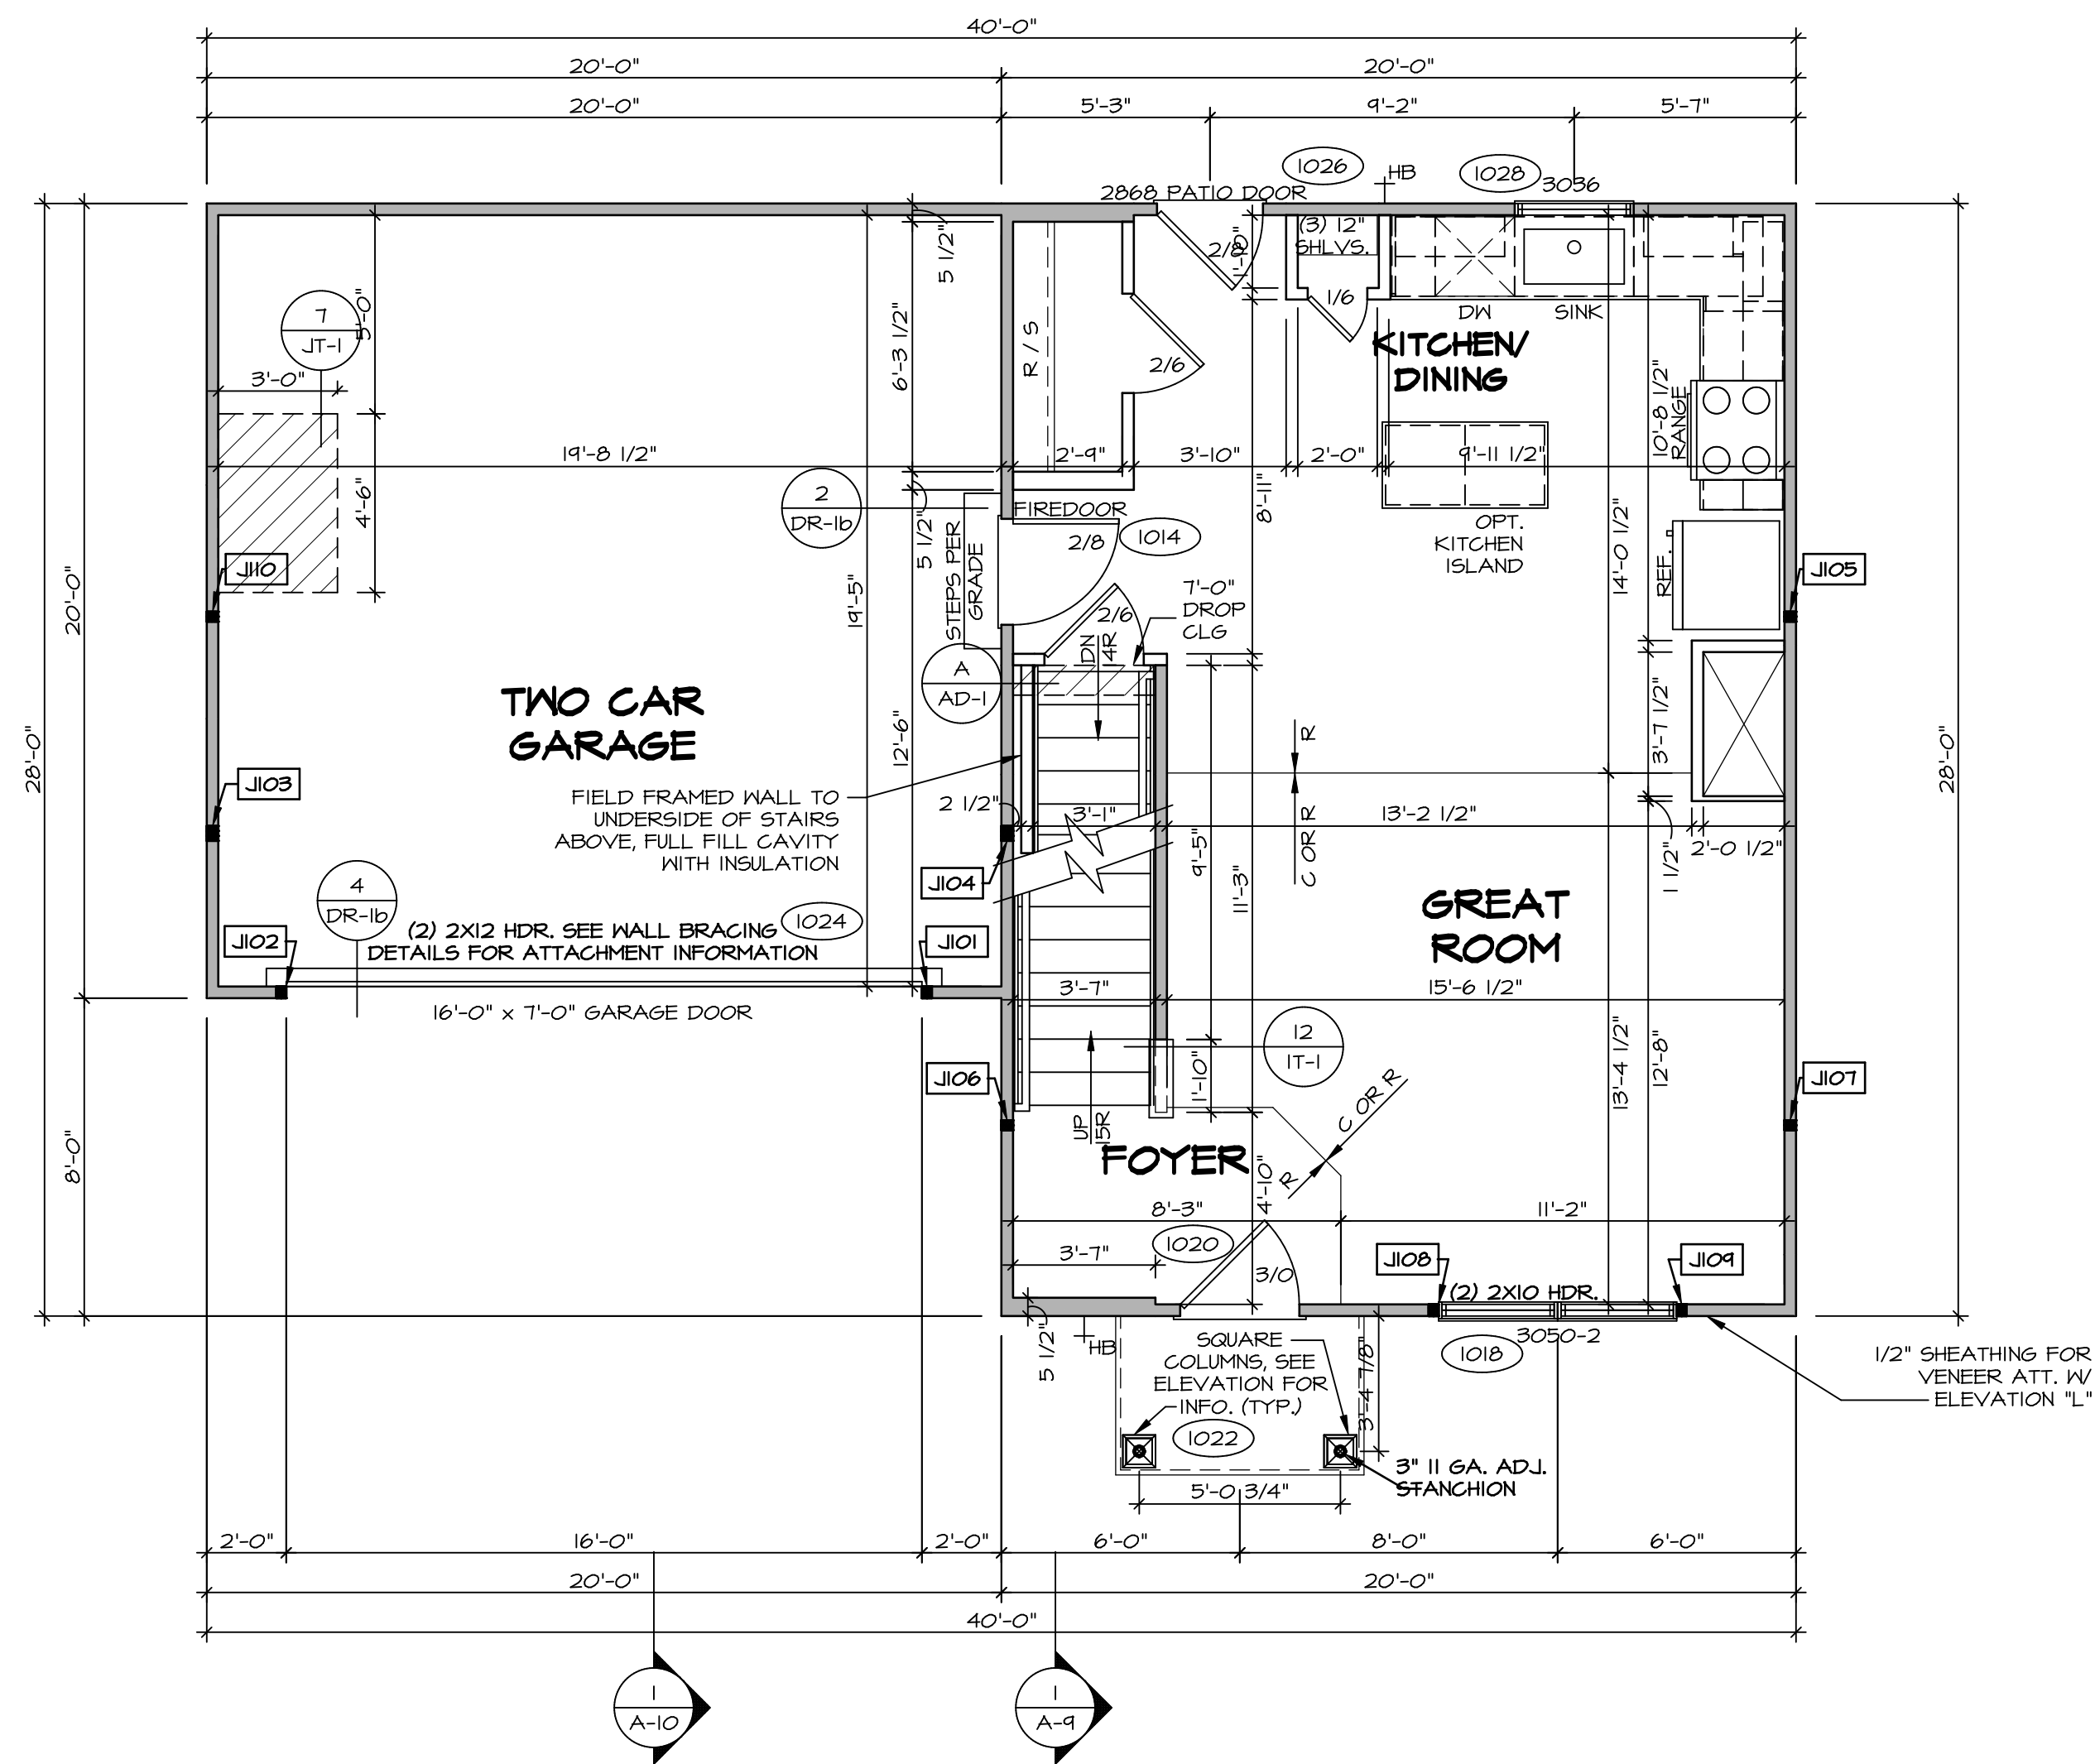 40'-0"
20'-0" 20'-0"
20'-0" 5'-3" 9'-2" 5'-7"
1026 HB 1028 3036
2868 PATIO DOOR
(3) 12"
SHLVS.
2/8
1'-10"
1/6
DW SINK
5 1/2"
7
JT-1
5'-0"
3'-0"
6'-3 1/2"
R / S
2/6
KITCHEN/
DINING
10'-8 1/2"
RANGE
19'-8 1/2" 2'-9" 3'-10" 2'-0" 9'-11 1/2"
4'-6"
2
DR-1b
8'-11"
FIREDOOR
1014
2/8
5 1/2"
STEPS PER
GRADE
OPT.
KITCHEN
ISLAND
14'-0 1/2"
REF.
J110
J105
20'-0"
19'-5"
7'-0"
DROP
CLG
2/6
DN
14R
A
AD-1
TWO CAR
GARAGE
12'-6"
3'-7 1/2"
R
28'-0"
28'-0"
J103
FIELD FRAMED WALL TO
UNDERSIDE OF STAIRS
ABOVE, FULL FILL CAVITY
WITH INSULATION
2 1/2" 3'-1" 13'-2 1/2"
C OR R
9'-5"
2'-0 1/2"
1 1/2"
J104
11'-3"
4
DR-1b
GREAT
ROOM
1024
(2) 2X12 HDR. SEE WALL BRACING
DETAILS FOR ATTACHMENT INFORMATION
J102 J101
3'-7" 15'-6 1/2"
16'-0" x 7'-0" GARAGE DOOR
12
1T-1
13'-4 1/2"
12'-8"
J106
1'-10"
J107
C OR R
R
UP
15R
8'-0"
FOYER
4'-10"
8'-3" 11'-2"
3'-7" 1020
J108 J109
3/0
(2) 2X10 HDR.
5 1/2"
HB
SQUARE
COLUMNS, SEE
ELEVATION FOR
INFO. (TYP.)
3'-4 7/8"
3050-2
1018
1/2" SHEATHING FOR
VENEER ATT. W/
ELEVATION "L"
1022
3" 11 GA. ADJ.
STANCHION
5'-0 3/4"
2'-0" 16'-0" 2'-0" 6'-0" 8'-0" 6'-0"
20'-0" 20'-0"
40'-0"
1
A-10
1
A-9